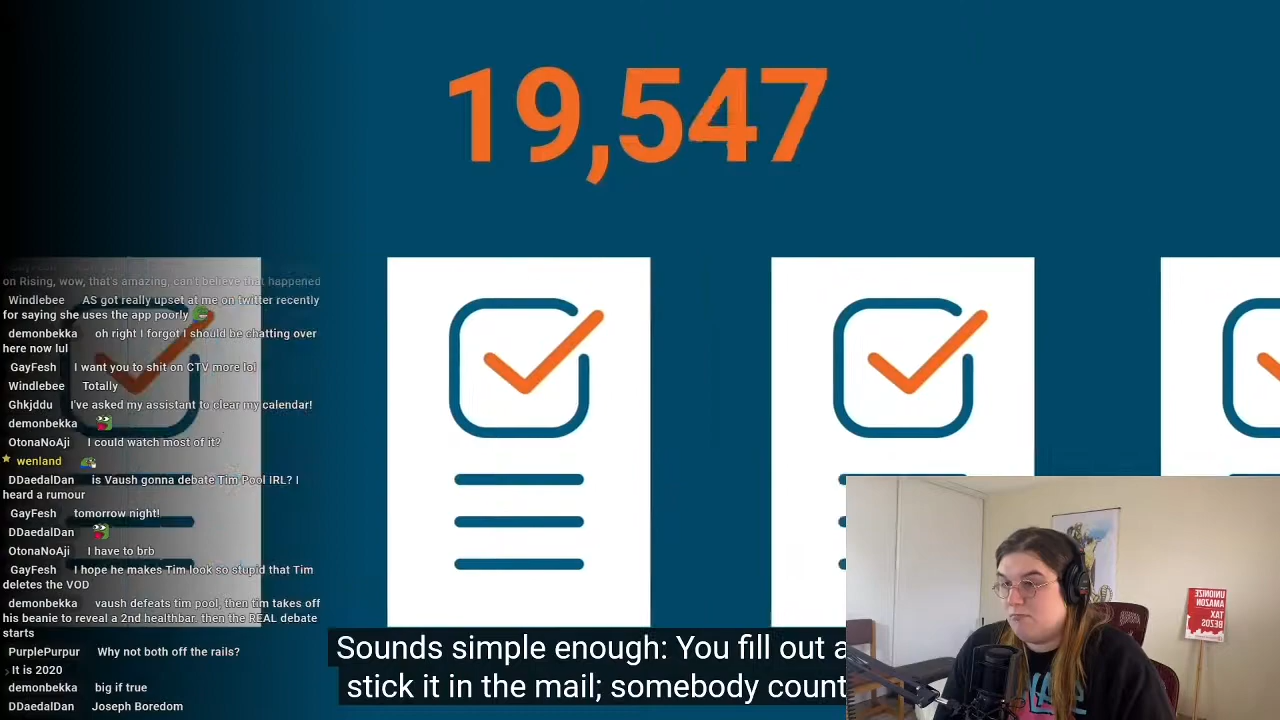 19,547
on Rising, wow, that's amazing, can't believe that happened
Windlebee AS got really upset at me on twitter recently
for saying she uses the app poorly
demonbekka oh right I forgot I should be chatting over
here now lul
GayFesh I want you to shit on CTV more lol
Windlebee Totally
Ghkjddu I've asked my assistant to clear my calendar!
demonbekka
OtonaNoAji I could watch most of it?
wenland
DDaedalDan is Vaush gonna debate Tim Pool IRL? I
heard a rumour
GayFesh tomorrow night!
DDaedalDan
OtonaNoAji I have to brb
GayFesh I hope he makes Tim look so stupid that Tim
deletes the VOD
demonbekka vaush defeats tim pool, then tim takes off
his beanie to reveal a 2nd healthbar. then the REAL debate
starts
PurplePurpur Why not both off the rails?
It is 2020
demonbekka big if true
DDaedalDan Joseph Boredom
Sounds simple enough: You fill out a
stick it in the mail; somebody count
UNIONIZE
AMAZON
TAX
BEZOS